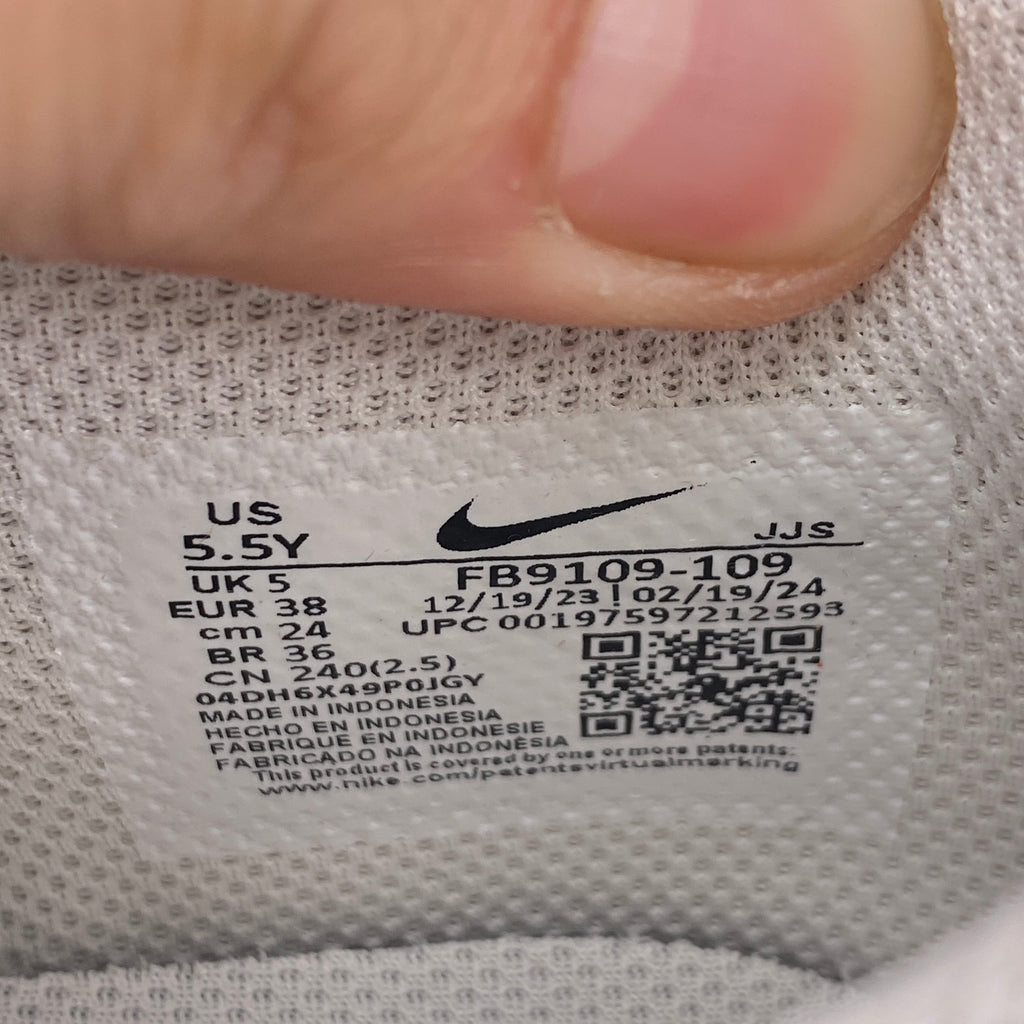 US
5.5Y
JJS
UK 5
EUR 38
cm 24
BR 36
CN 240(2.5)
FB9109-109
12/19/23 | 02/19/24
UPC 00197597212593
04DH6X49P0JGY
MADE IN INDONESIA
HECHO EN INDONESIA
FABRIQUE EN INDONESIE
FABRICADO NA INDONÉSIA
This product is covered by one or more patents:
www.nike.com/patentsvirtualmarking